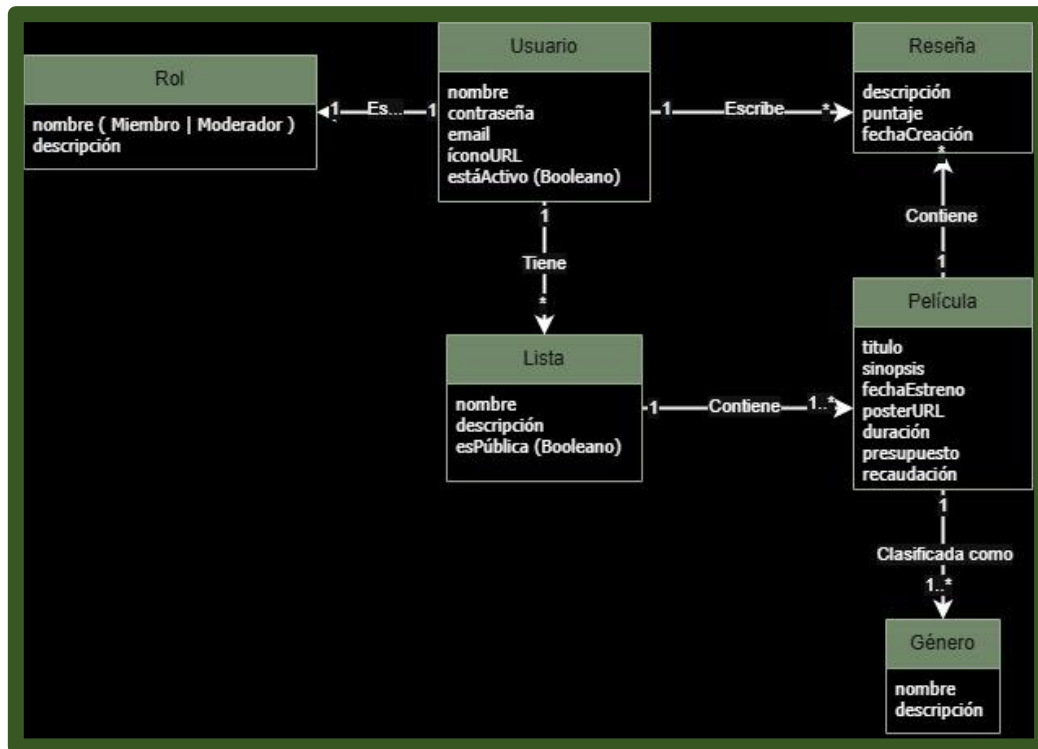 Rol
nombre ( Miembro | Moderador )
descripción
1 Es... 1
Usuario
nombre
contraseña
email
íconoURL
estáActivo (Booleano)
1 Escribe *
Reseña
descripción
puntaje
fechaCreación
*
Contiene
1
1
Tiene
*
Lista
nombre
descripción
esPública (Booleano)
1 Contiene 1..*
Película
titulo
sinopsis
fechaEstreno
posterURL
duración
presupuesto
recaudación
1
Clasificada como
1..*
Género
nombre
descripción